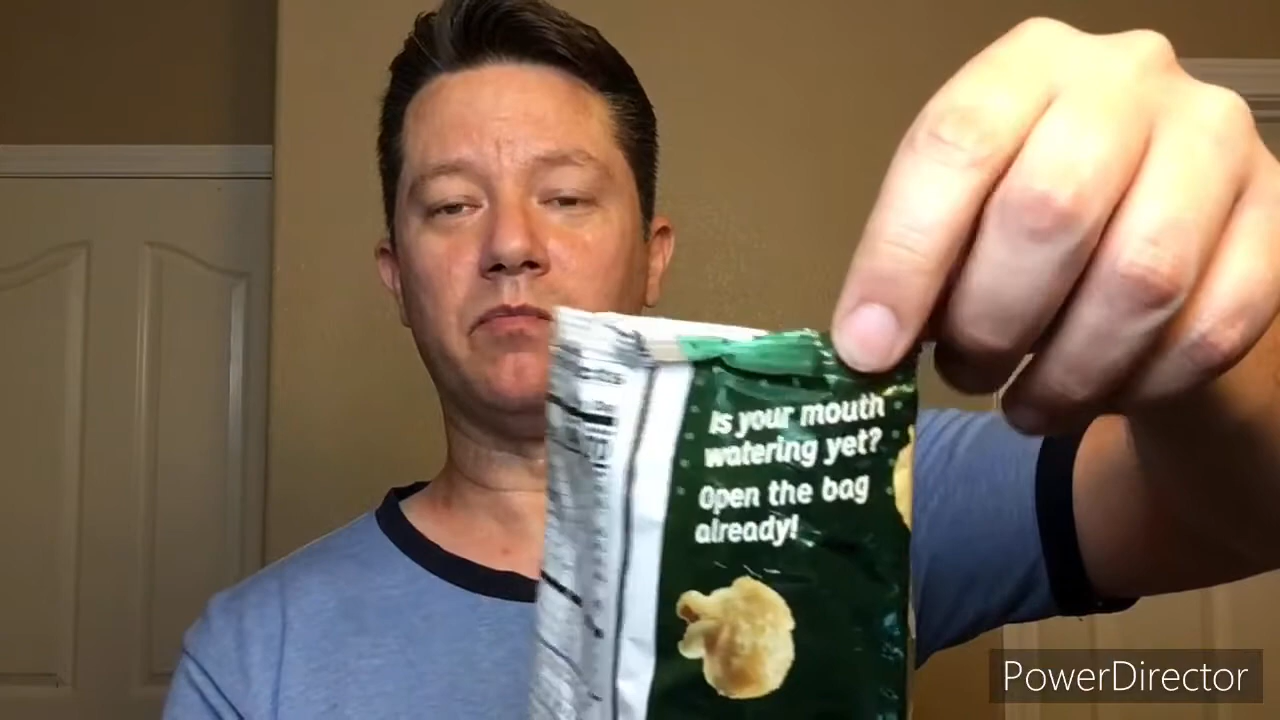 Is your mouth
watering yet?
Open the bag
already!
PowerDirector